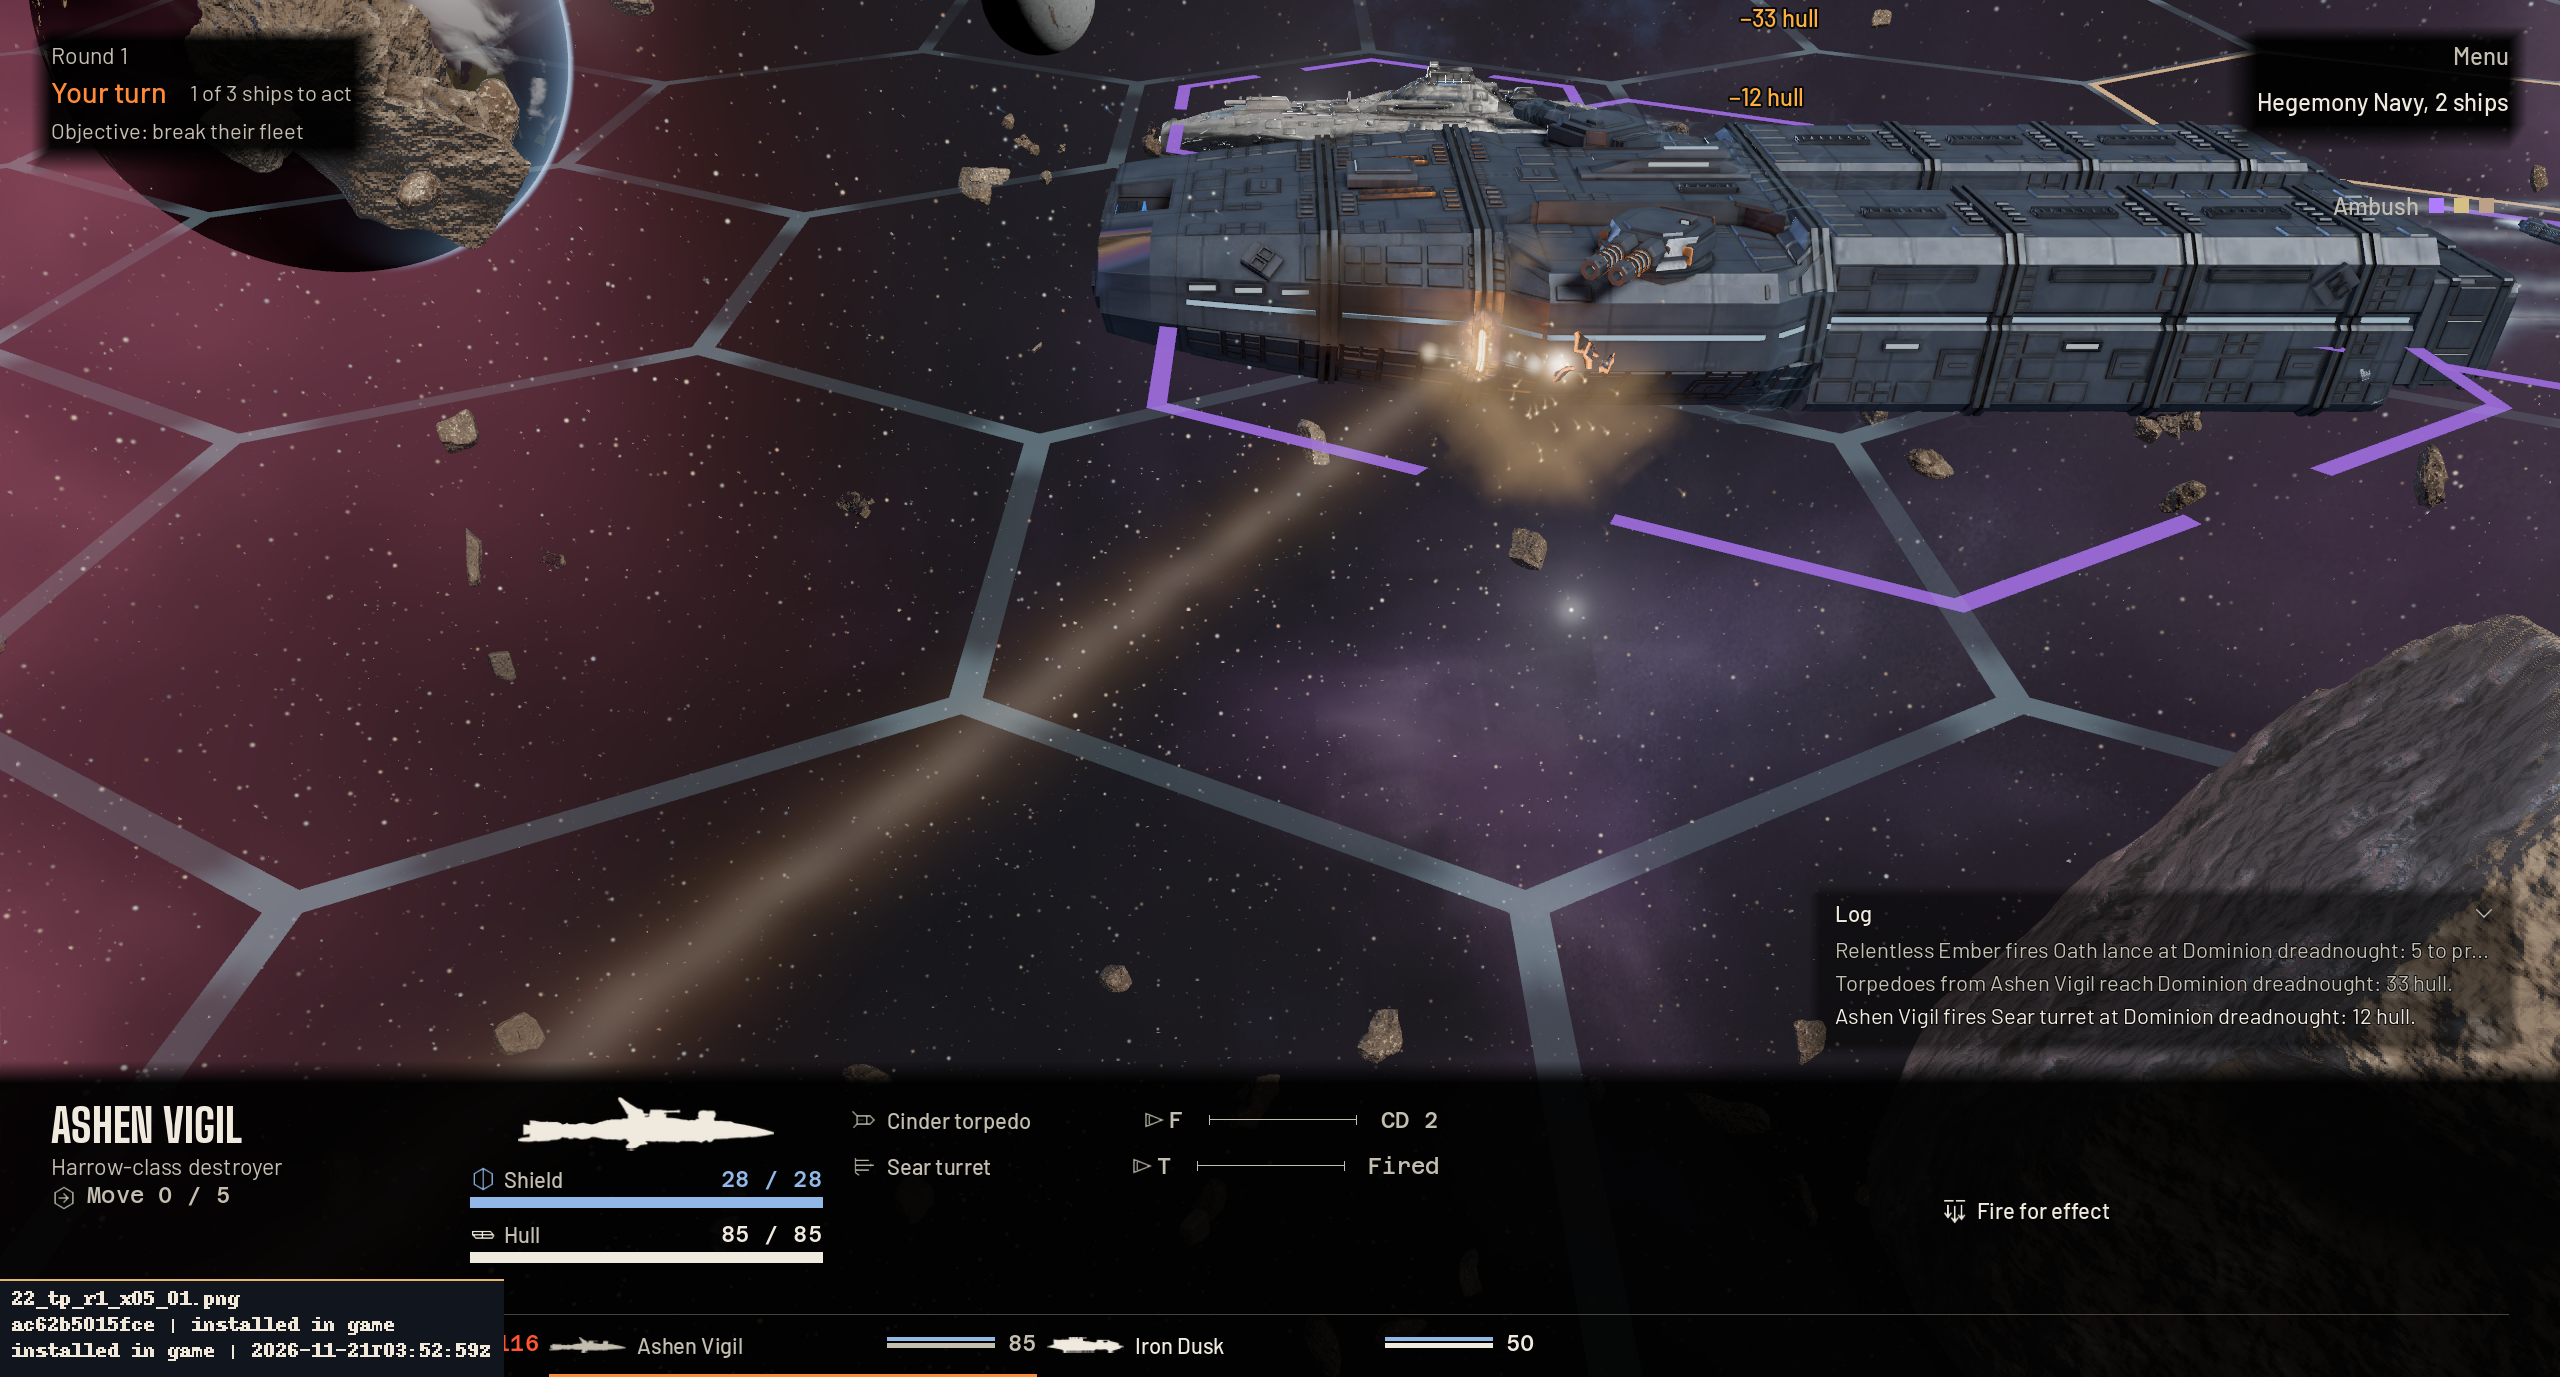 Round 1
Your turn 1 of 3 ships to act
Objective: break their fleet
−33 hull
−12 hull
Menu
Hegemony Navy, 2 ships
Ambush
Log
Relentless Ember fires Oath lance at Dominion dreadnought: 5 to pr...
Torpedoes from Ashen Vigil reach Dominion dreadnought: 33 hull.
Ashen Vigil fires Sear turret at Dominion dreadnought: 12 hull.
ASHEN VIGIL
Harrow-class destroyer
Move 0 / 5
Shield 28 / 28
Hull 85 / 85
Cinder torpedo F CD 2
Sear turret T Fired
Fire for effect
22_tp_r1_x05_01.png
ac62b5015fce | installed in game
installed in game | 2026-11-21T03:52:59Z
116 Ashen Vigil 85 Iron Dusk 50